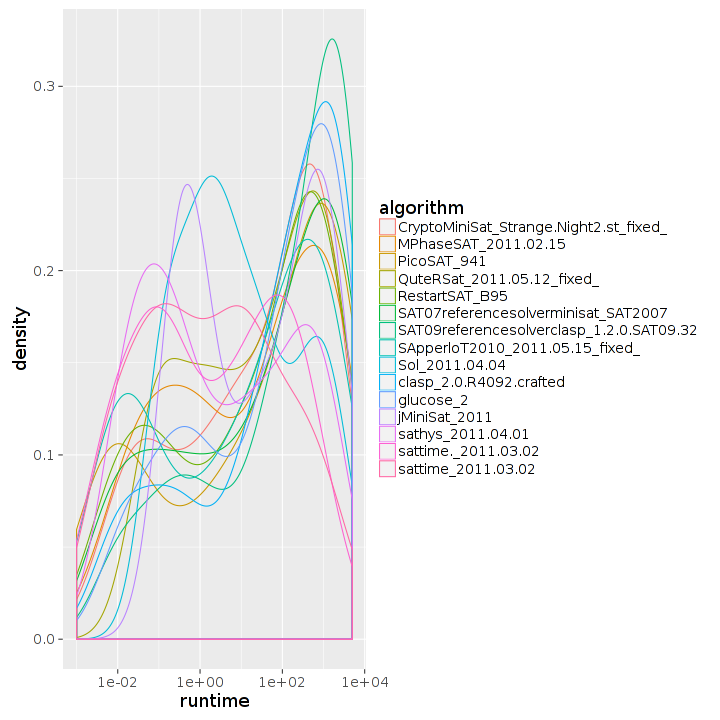 0.3
0.2
0.1
0.0
density
1e-02 1e+00 1e+02 1e+04
runtime
algorithm
CryptoMiniSat_Strange.Night2.st_fixed_
MPhaseSAT_2011.02.15
PicoSAT_941
QuteRSat_2011.05.12_fixed_
RestartSAT_B95
SAT07referencesolverminisat_SAT2007
SAT09referencesolverclasp_1.2.0.SAT09.32
SApperloT2010_2011.05.15_fixed_
Sol_2011.04.04
clasp_2.0.R4092.crafted
glucose_2
jMiniSat_2011
sathys_2011.04.01
sattime._2011.03.02
sattime_2011.03.02